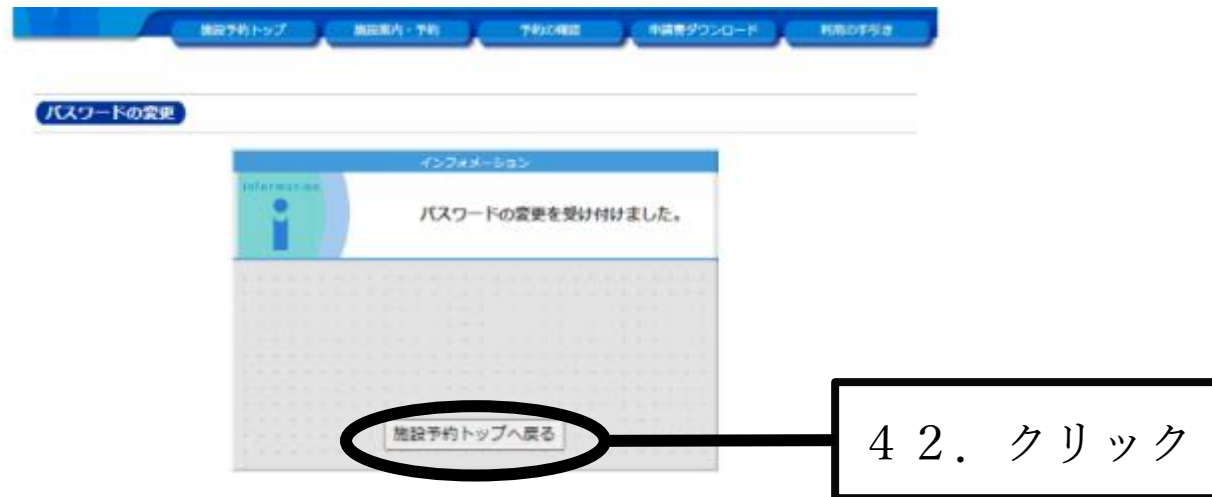 施設予約トップ 施設案内・予約 予約の確認 申請書ダウンロード 利用の手引き
パスワードの変更
インフォメーション
information
パスワードの変更を受け付けました。
施設予約トップへ戻る
４２．クリック